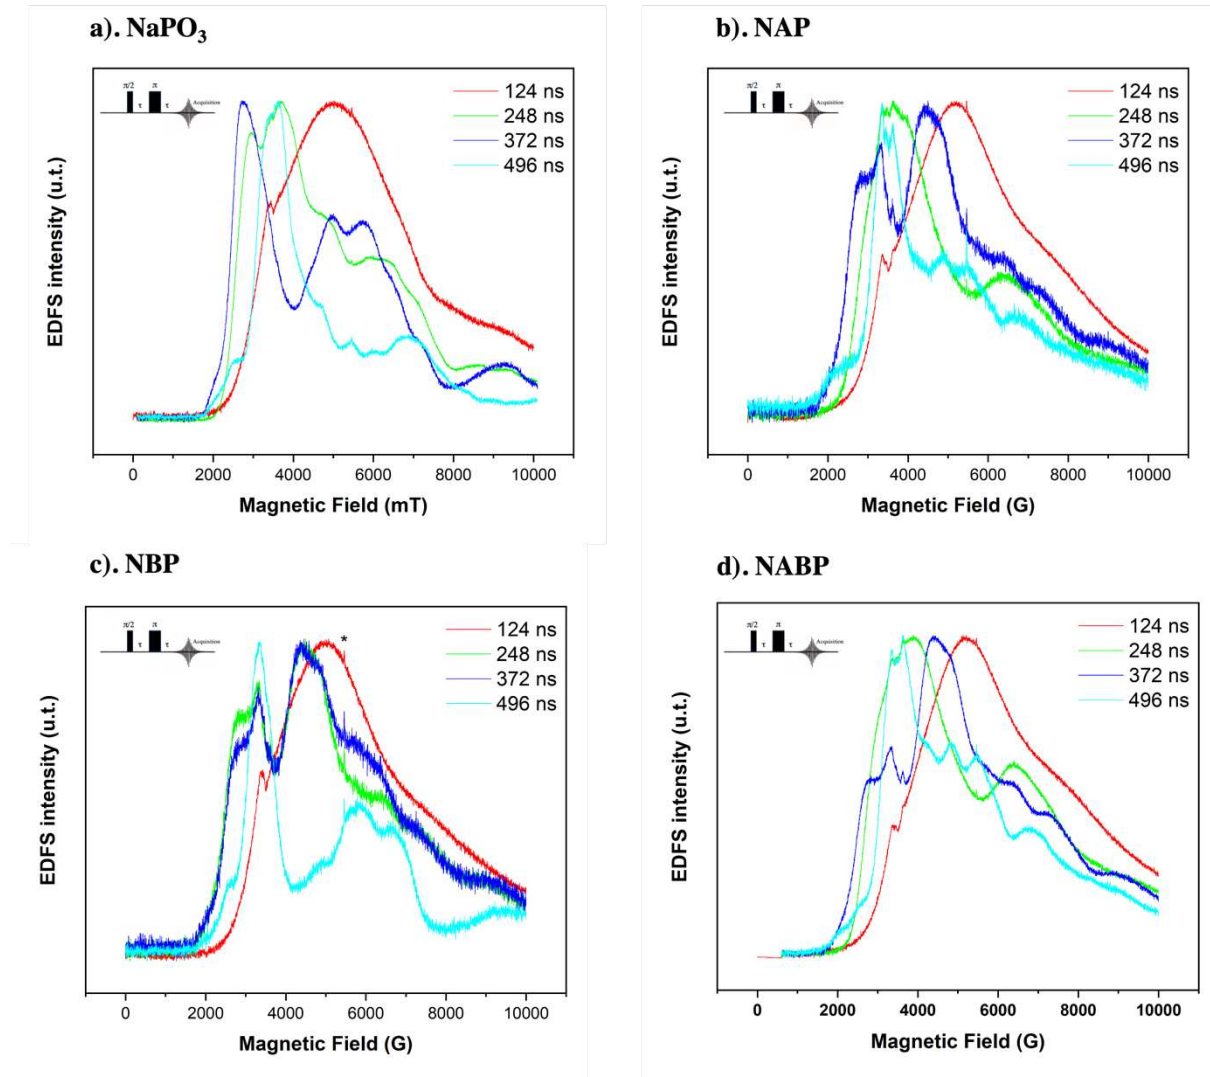 a). NaPO3
π/2 π
τ τ
Acquisition
124 ns
248 ns
372 ns
496 ns
EDFS intensity (u.t.)
0 2000 4000 6000 8000 10000
Magnetic Field (mT)
b). NAP
π/2 π
τ τ
Acquisition
124 ns
248 ns
372 ns
496 ns
EDFS intensity (u.t.)
0 2000 4000 6000 8000 10000
Magnetic Field (G)
c). NBP
π/2 π
τ τ
Acquisition
124 ns
248 ns
372 ns
496 ns
*
EDFS intensity (u.t.)
0 2000 4000 6000 8000 10000
Magnetic Field (G)
d). NABP
π/2 π
τ τ
Acquisition
124 ns
248 ns
372 ns
496 ns
EDFS intensity (u.t.)
0 2000 4000 6000 8000 10000
Magnetic Field (G)